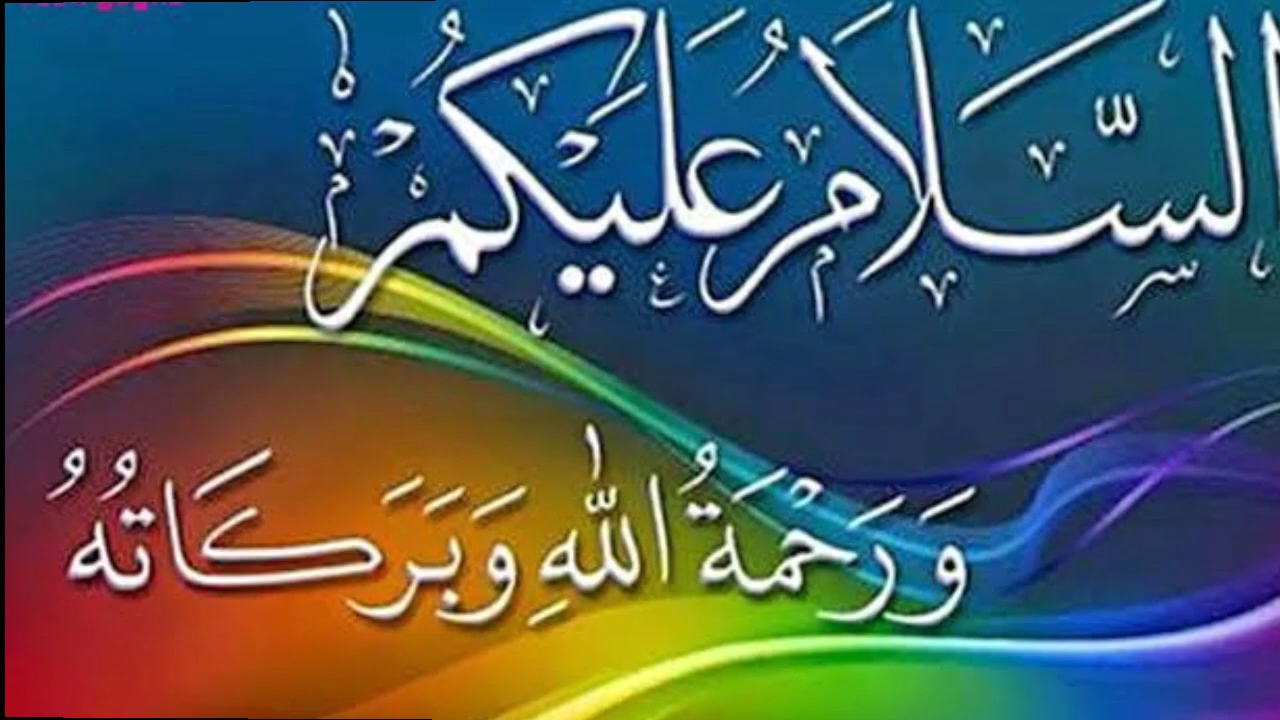 السَّلَامُ عَلَيْكُمْ
وَرَحْمَةُ اللهِ وَبَرَكَاتُهُ